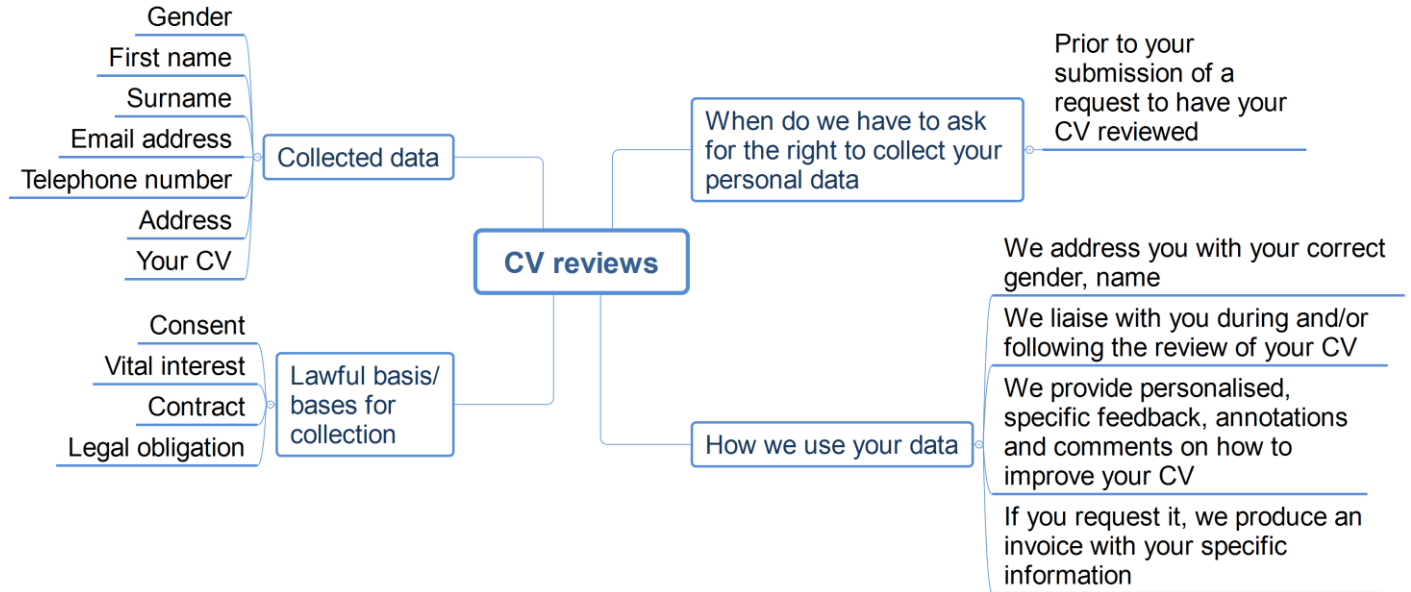 Gender
First name
Surname
Email address
Telephone number
Address
Your CV
Collected data
Consent
Vital interest
Contract
Legal obligation
Lawful basis/
bases for
collection
CV reviews
When do we have to ask
for the right to collect your
personal data
Prior to your
submission of a
request to have your
CV reviewed
How we use your data
We address you with your correct
gender, name
We liaise with you during and/or
following the review of your CV
We provide personalised,
specific feedback, annotations
and comments on how to
improve your CV
If you request it, we produce an
invoice with your specific
information